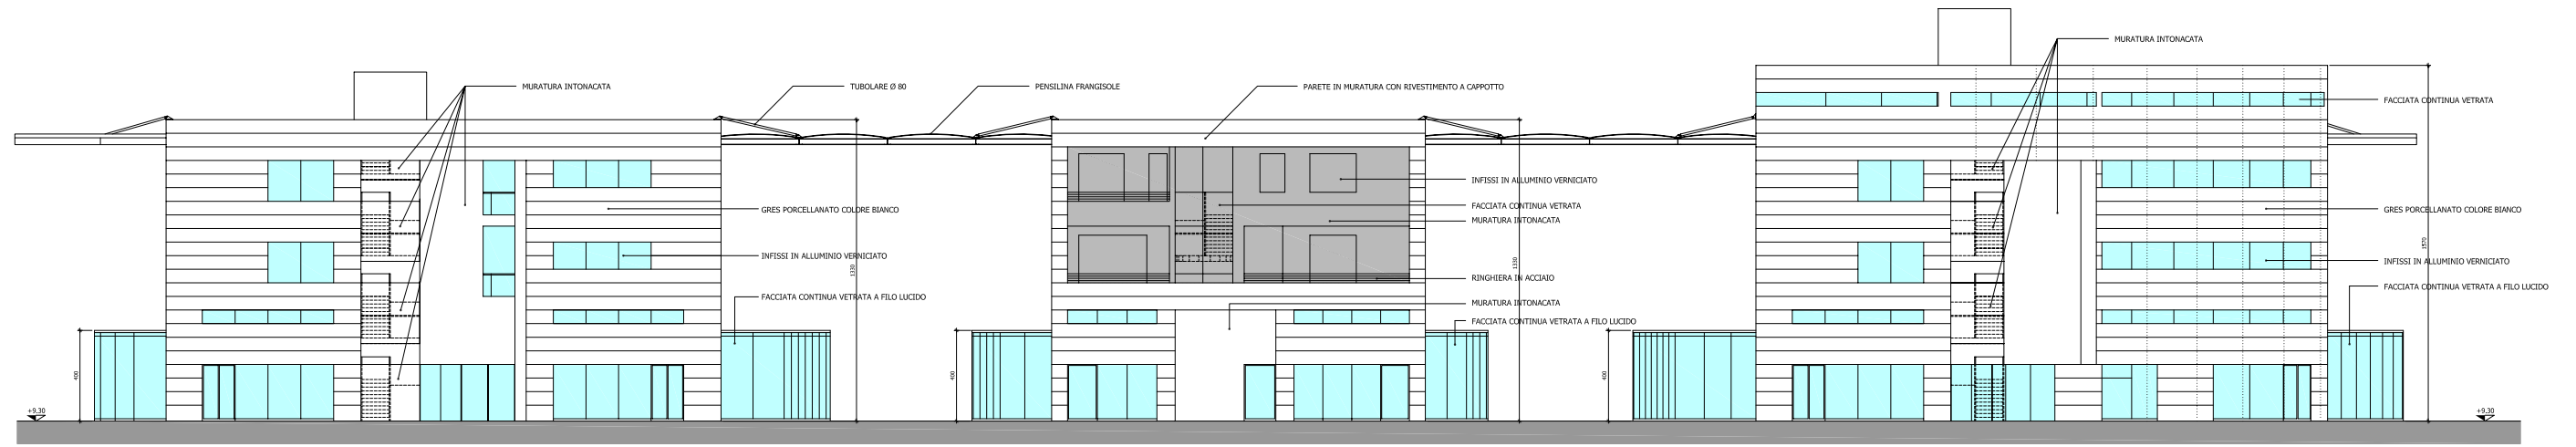 MURATURA INTONACATA
MURATURA INTONACATA
TUBOLARE Ø 80
PENSILINA FRANGISOLE
PARETE IN MURATURA CON RIVESTIMENTO A CAPPOTTO
FACCIATA CONTINUA VETRATA
INFISSI IN ALLUMINIO VERNICIATO
FACCIATA CONTINUA VETRATA
GRES PORCELLANATO COLORE BIANCO
GRES PORCELLANATO COLORE BIANCO
MURATURA INTONACATA
1570
INFISSI IN ALLUMINIO VERNICIATO
INFISSI IN ALLUMINIO VERNICIATO
1330
1330
RINGHIERA IN ACCIAIO
FACCIATA CONTINUA VETRATA A FILO LUCIDO
FACCIATA CONTINUA VETRATA A FILO LUCIDO
MURATURA INTONACATA
FACCIATA CONTINUA VETRATA A FILO LUCIDO
400
400
400
+9,30
+9,30